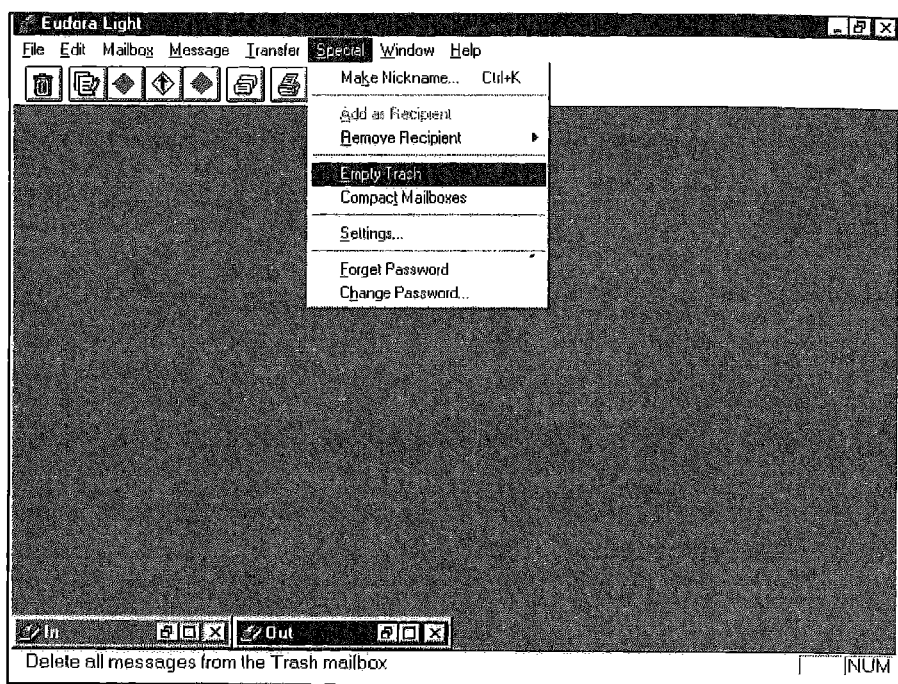 Eudora Light
File Edit Mailbox Message Transfer Special Window Help
Make Nickname... Ctrl+K
Add as Recipient
Remove Recipient
Empty Trash
Compact Mailboxes
Settings...
Forget Password
Change Password...
In Out
Delete all messages from the Trash mailbox NUM